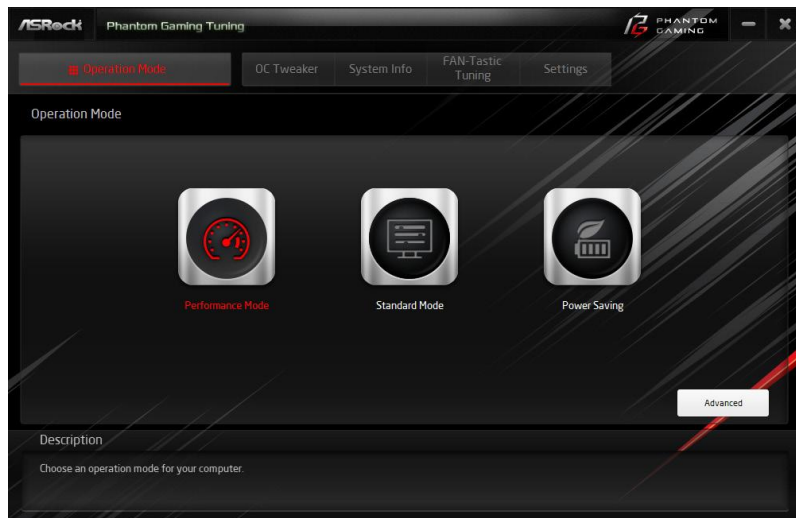 ASRock Phantom Gaming Tuning PHANTOM
GAMING
Operation Mode OC Tweaker System Info FAN-Tastic
Tuning Settings
Operation Mode
Performance Mode Standard Mode Power Saving
Advanced
Description
Choose an operation mode for your computer.